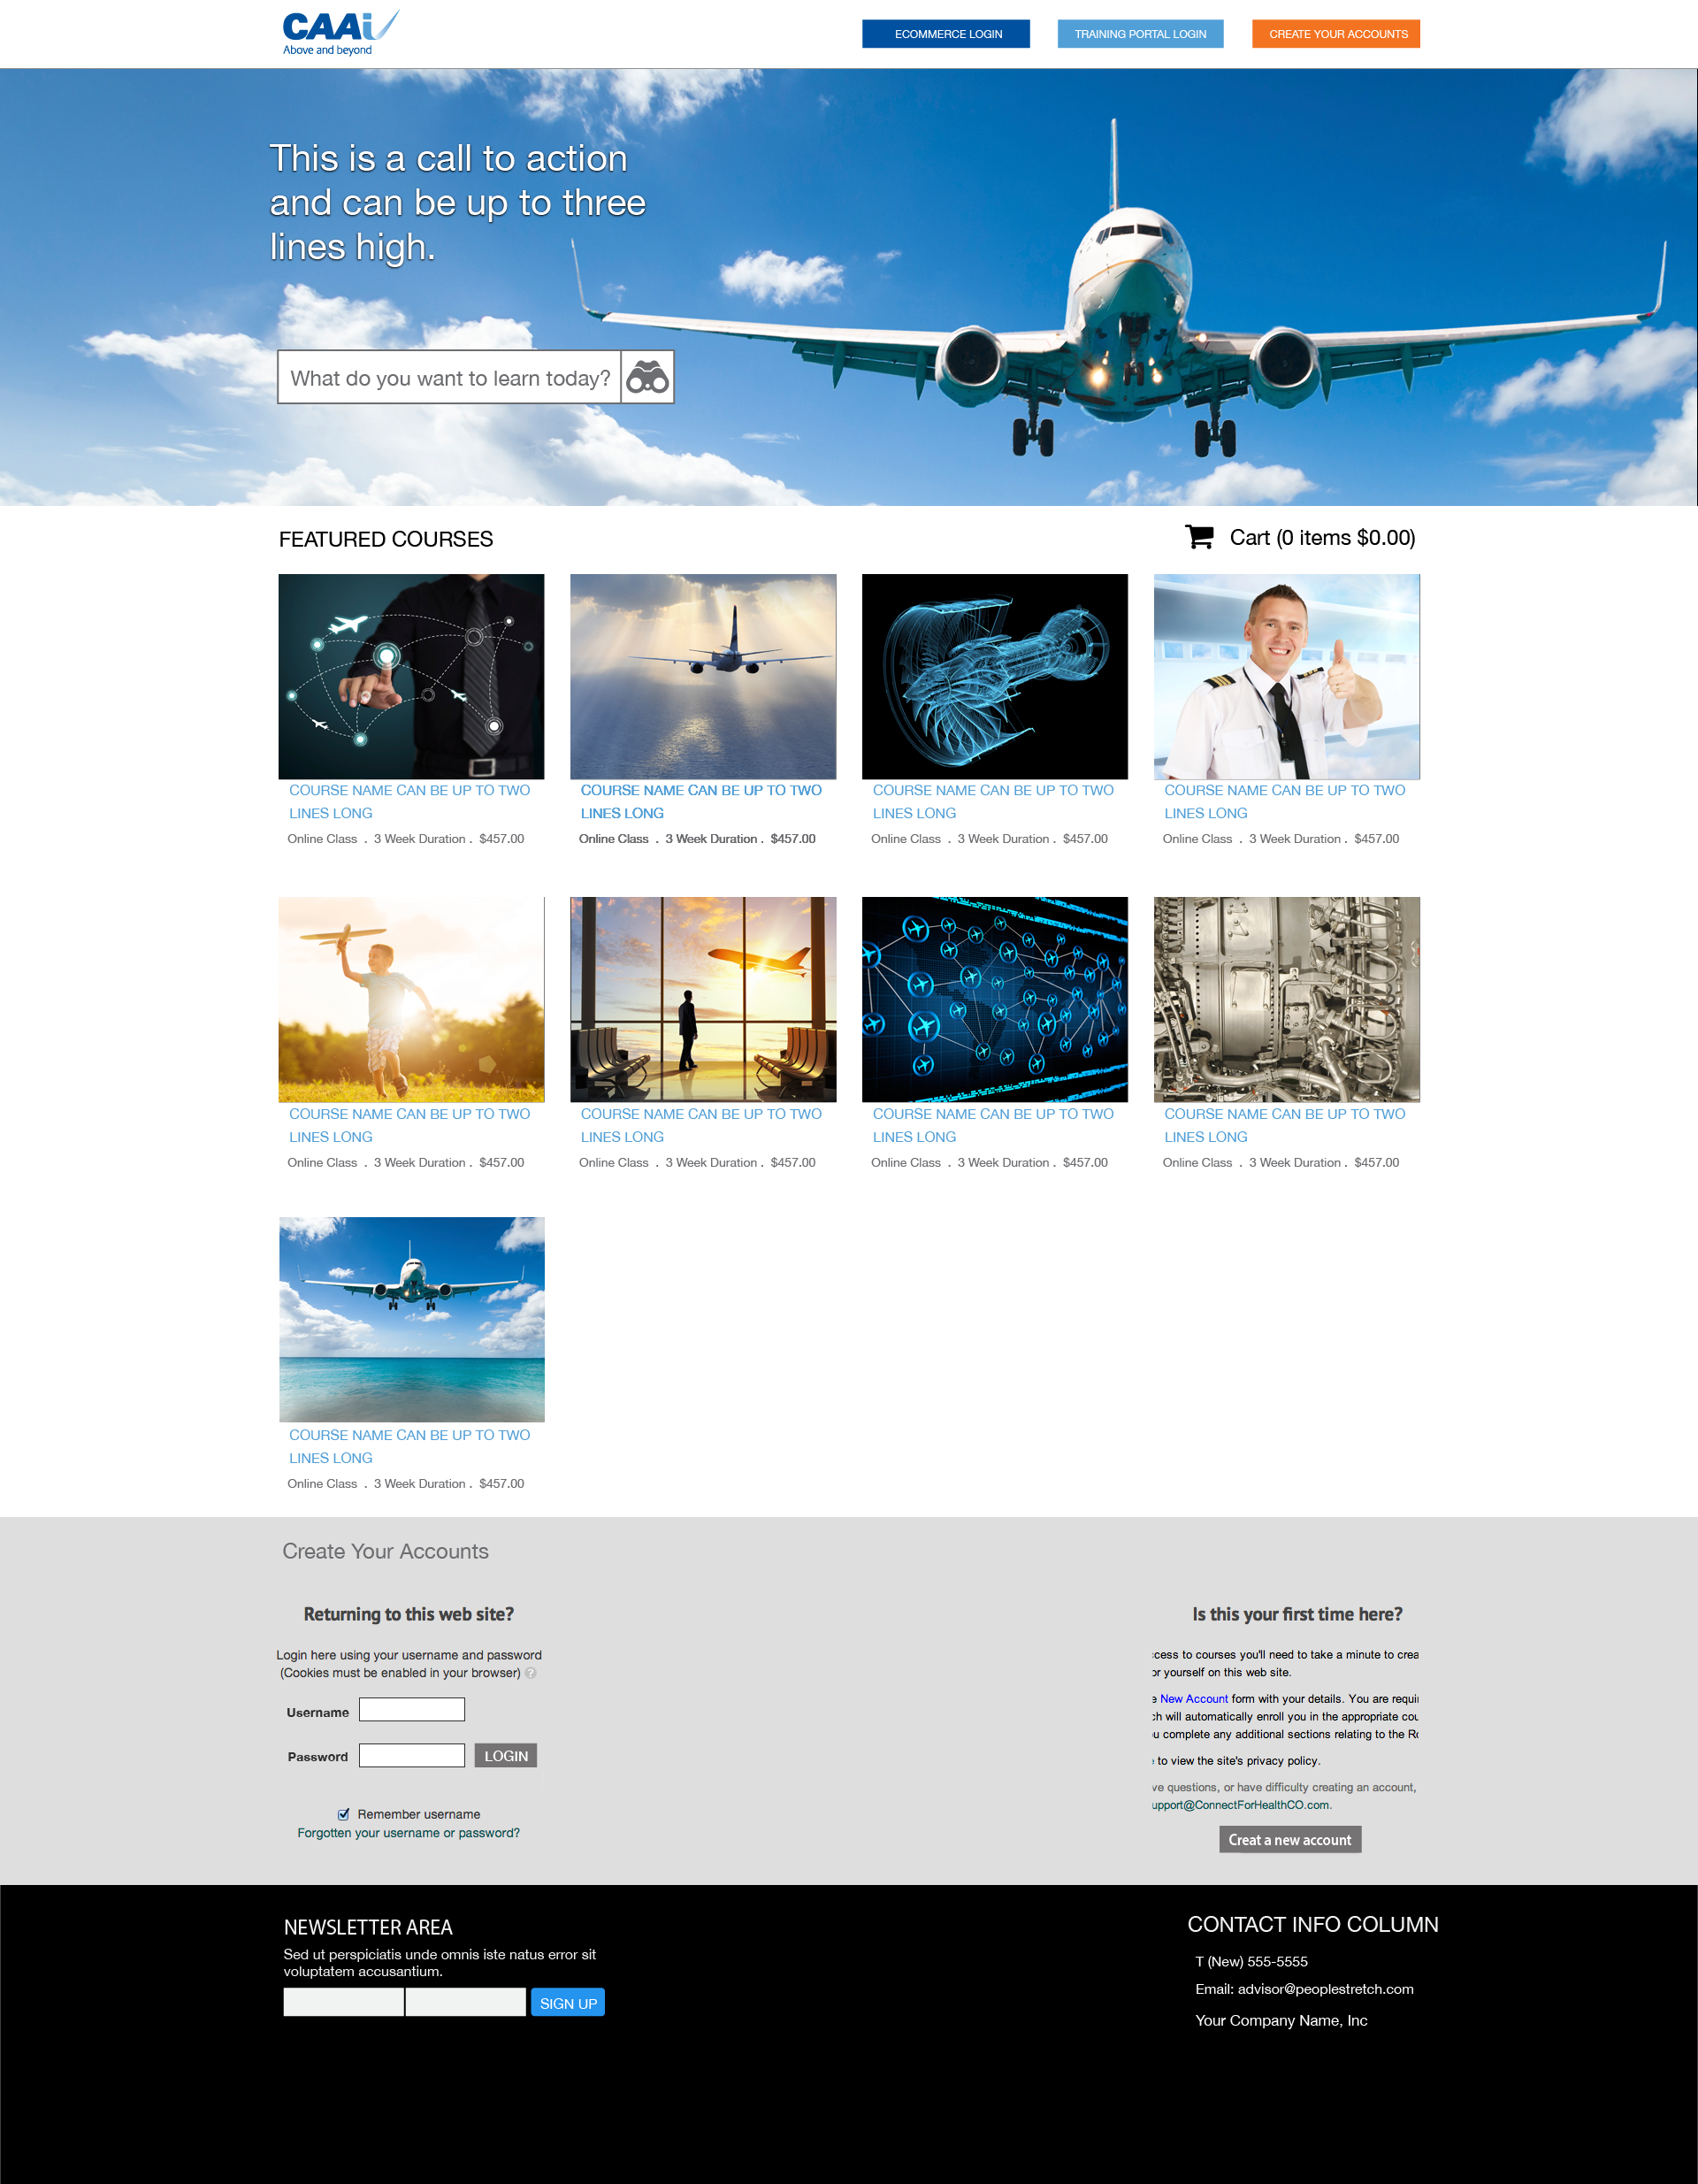 CAAi
Above and beyond
ECOMMERCE LOGIN
TRAINING PORTAL LOGIN
CREATE YOUR ACCOUNTS
This is a call to action
and can be up to three
lines high.
What do you want to learn today?
FEATURED COURSES
Cart (0 items $0.00)
COURSE NAME CAN BE UP TO TWO
LINES LONG
Online Class . 3 Week Duration . $457.00
COURSE NAME CAN BE UP TO TWO
LINES LONG
Online Class . 3 Week Duration . $457.00
COURSE NAME CAN BE UP TO TWO
LINES LONG
Online Class . 3 Week Duration . $457.00
COURSE NAME CAN BE UP TO TWO
LINES LONG
Online Class . 3 Week Duration . $457.00
COURSE NAME CAN BE UP TO TWO
LINES LONG
Online Class . 3 Week Duration . $457.00
COURSE NAME CAN BE UP TO TWO
LINES LONG
Online Class . 3 Week Duration . $457.00
COURSE NAME CAN BE UP TO TWO
LINES LONG
Online Class . 3 Week Duration . $457.00
COURSE NAME CAN BE UP TO TWO
LINES LONG
Online Class . 3 Week Duration . $457.00
COURSE NAME CAN BE UP TO TWO
LINES LONG
Online Class . 3 Week Duration . $457.00
Create Your Accounts
Returning to this web site?
Login here using your username and password
(Cookies must be enabled in your browser) ?
Username
Password
LOGIN
Remember username
Forgotten your username or password?
Is this your first time here?
ccess to courses you'll need to take a minute to crea
or yourself on this web site.
e New Account form with your details. You are requi
ch will automatically enroll you in the appropriate cou
ou complete any additional sections relating to the Ro
to view the site's privacy policy.
ve questions, or have difficulty creating an account,
upport@ConnectForHealthCO.com.
Creat a new account
NEWSLETTER AREA
Sed ut perspiciatis unde omnis iste natus error sit
voluptatem accusantium.
SIGN UP
CONTACT INFO COLUMN
T (New) 555-5555
Email: advisor@peoplestretch.com
Your Company Name, Inc